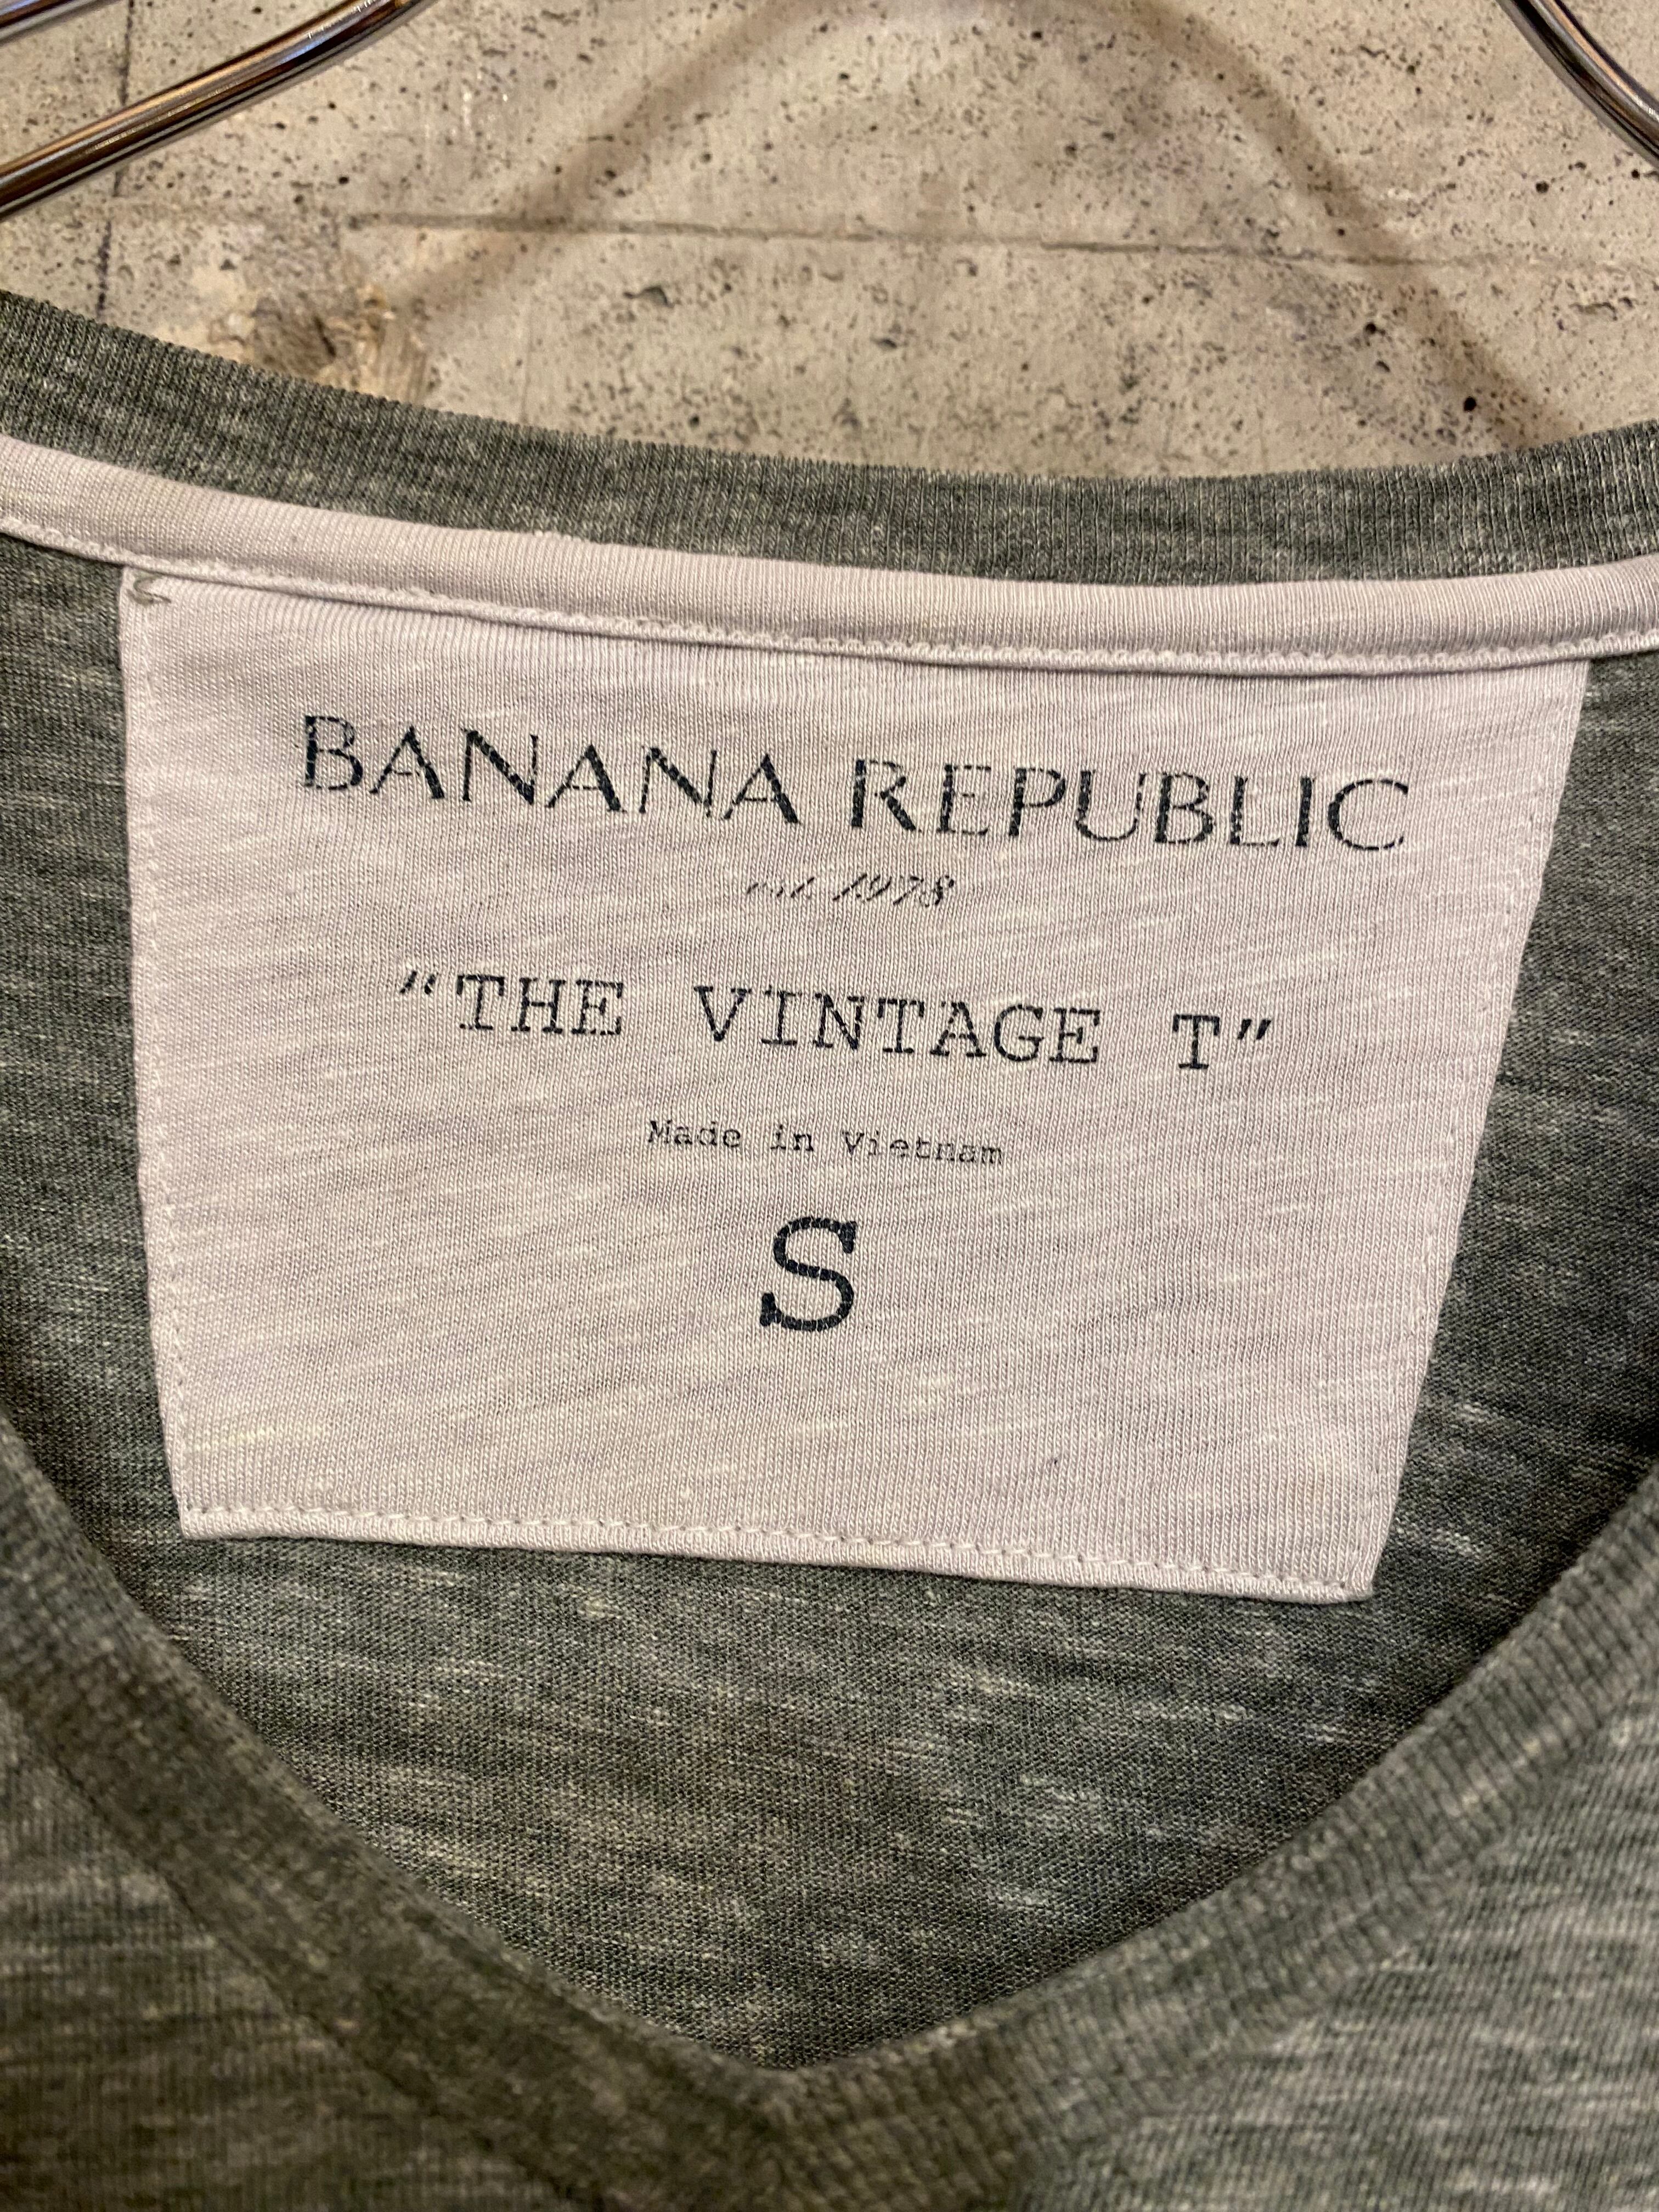 BANANA REPUBLIC
est. 1978
"THE VINTAGE T"
Made in Vietnam
S